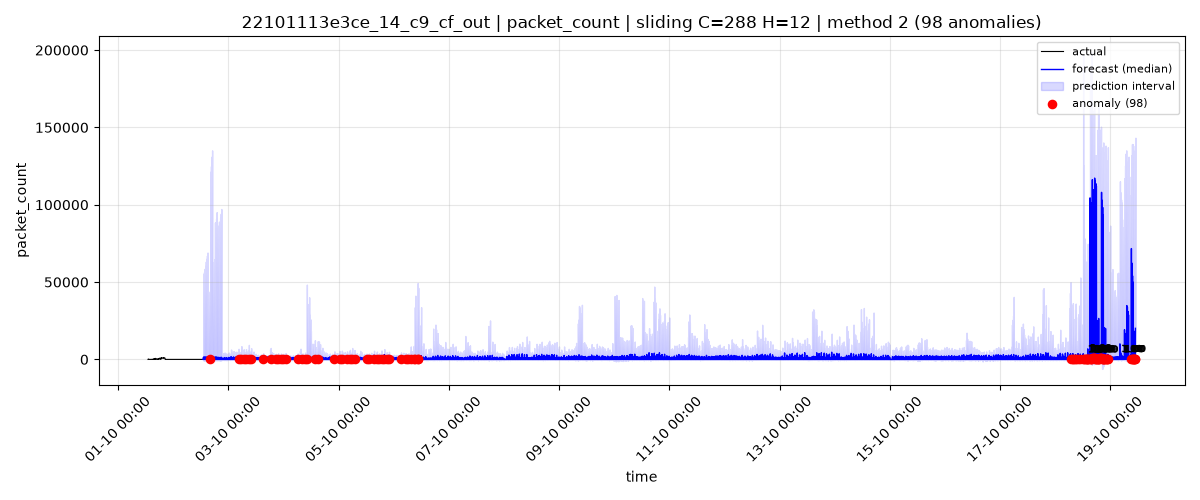 22101113e3ce_14_c9_cf_out | packet_count | sliding C=288 H=12 | method 2 (98 anomalies)
actual
forecast (median)
prediction interval
anomaly (98)
200000
150000
100000
50000
0
packet_count
01-10 00:00
03-10 00:00
05-10 00:00
07-10 00:00
09-10 00:00
11-10 00:00
13-10 00:00
15-10 00:00
17-10 00:00
19-10 00:00
time